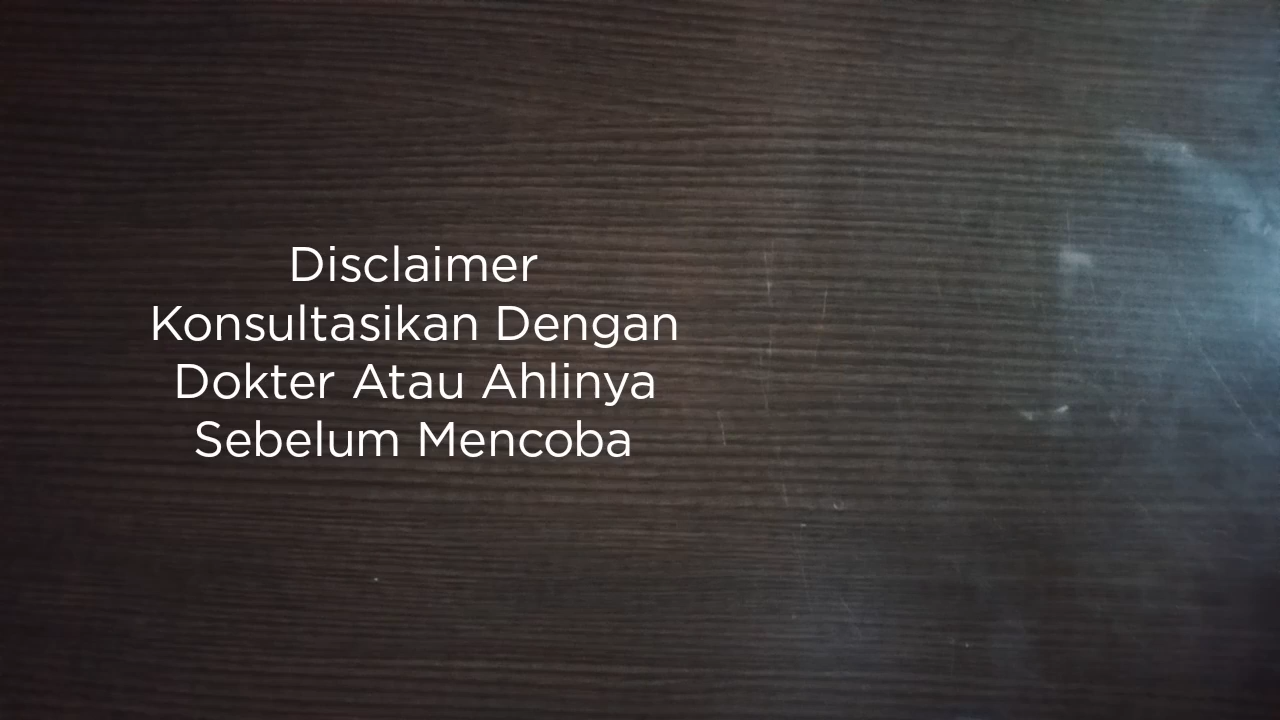 Disclaimer
Konsultasikan Dengan
Dokter Atau Ahlinya
Sebelum Mencoba